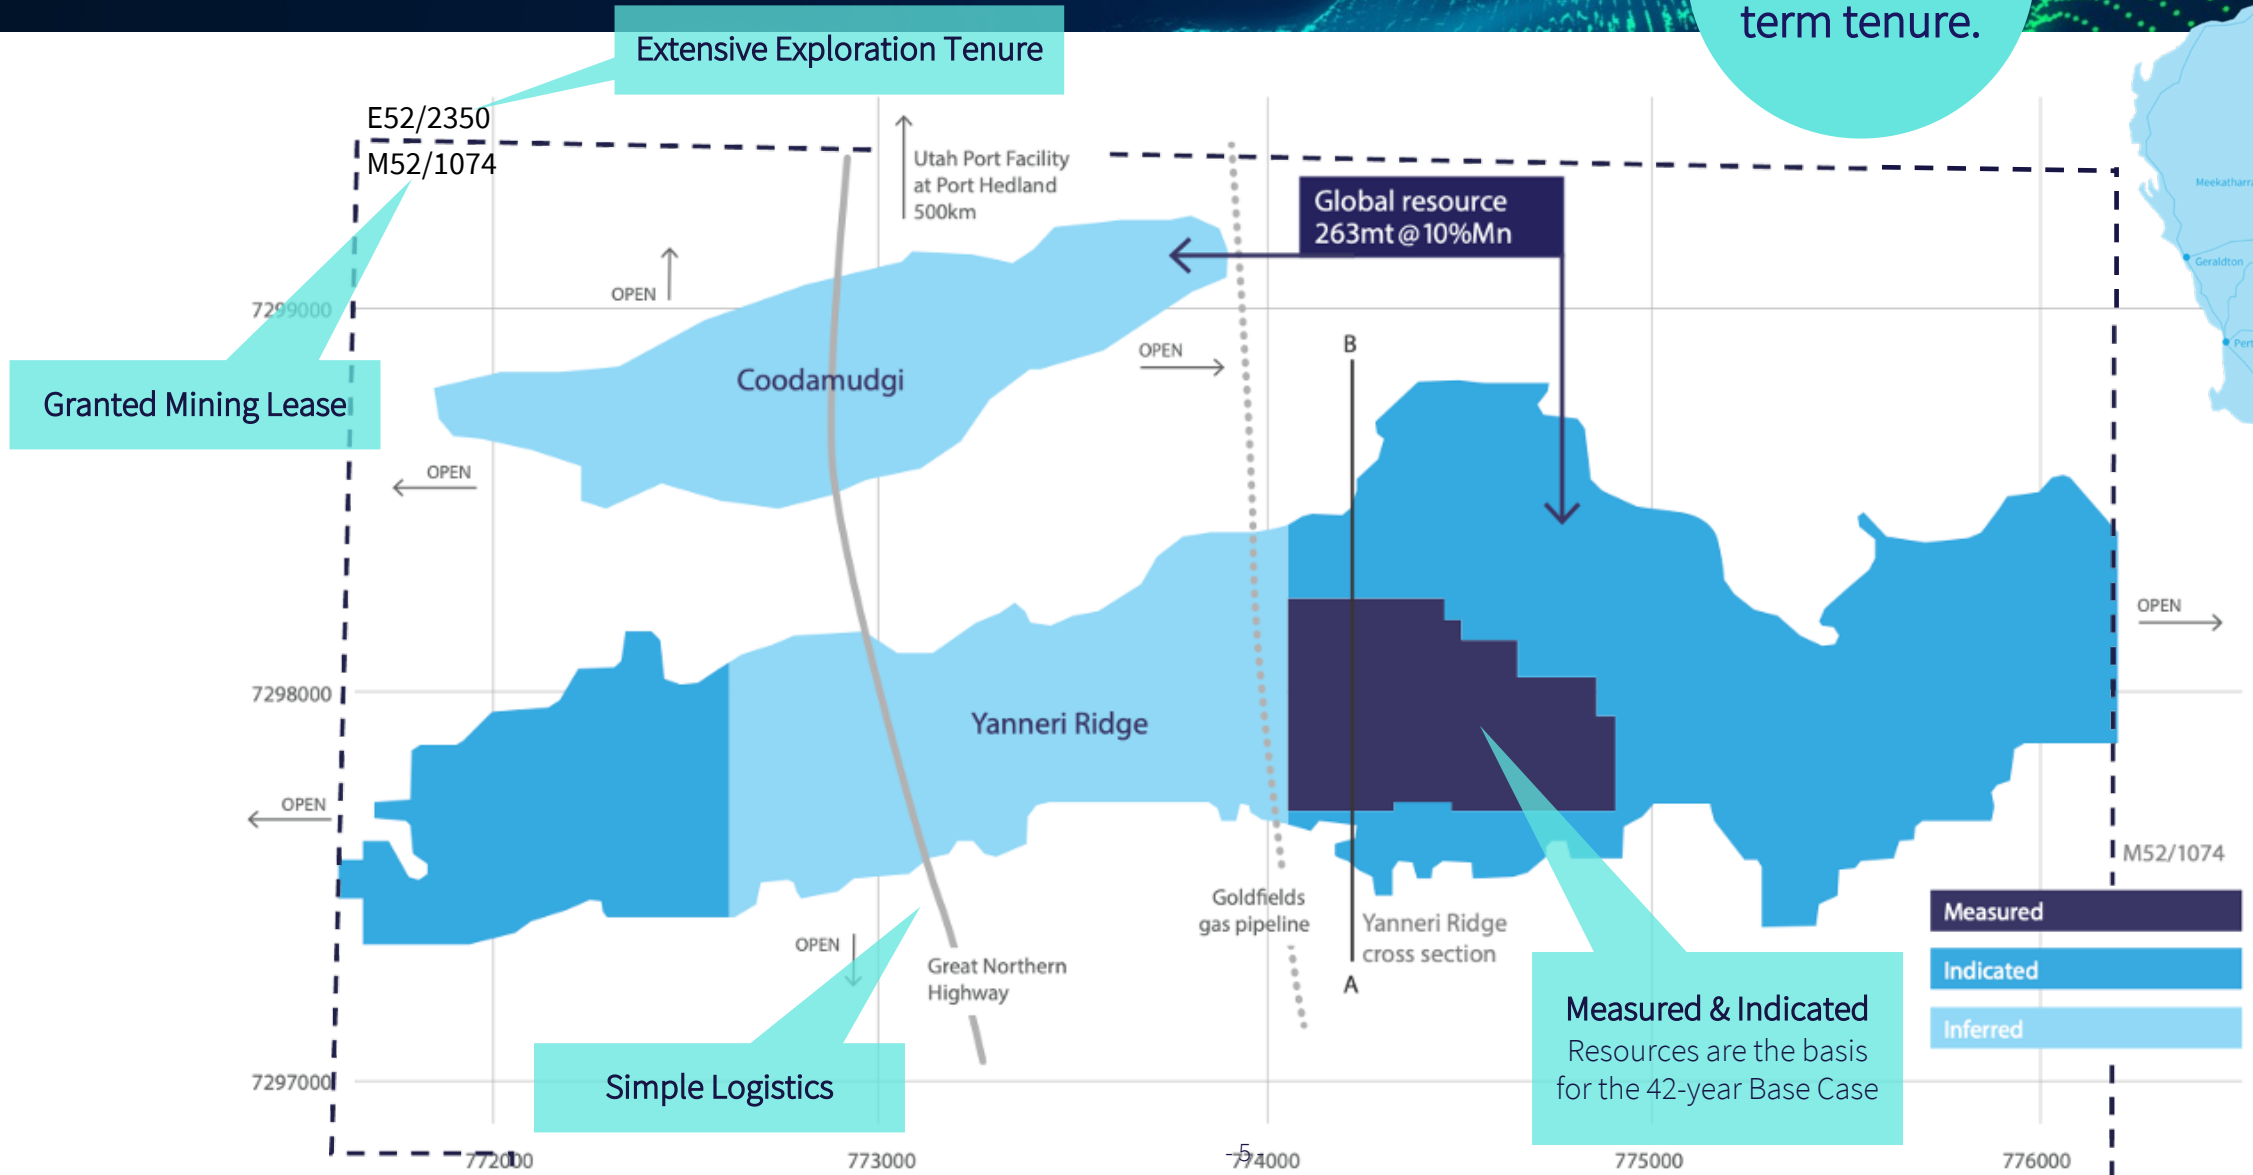 term tenure.
Extensive Exploration Tenure
E52/2350
M52/1074
Utah Port Facility
at Port Hedland
500km
Global resource
263mt@10%Mn
OPEN
7299000
OPEN
B
Coodamudgi
Granted Mining Lease
OPEN
OPEN
7298000
Yanneri Ridge
OPEN
M52/1074
Goldfields
gas pipeline
Yanneri Ridge
cross section
A
OPEN
Great Northern
Highway
Measured
Indicated
Inferred
Measured & Indicated
Resources are the basis
for the 42-year Base Case
Simple Logistics
7297000
772000
773000
-5-
774000
775000
776000
Geraldton